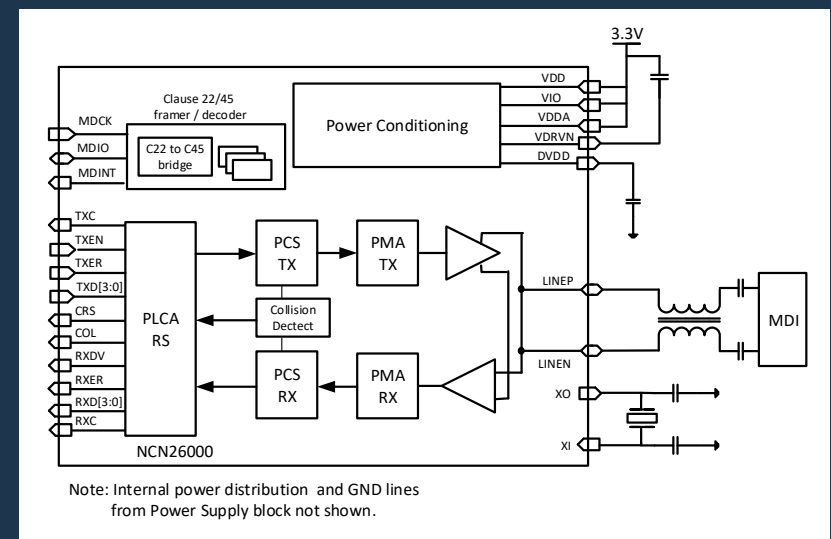 3.3V
Clause 22/45
framer / decoder
C22 to C45
bridge
MDCK
MDIO
MDINT
Power Conditioning
VDD
VIO
VDDA
VDRVN
DVDD
TXC
TXEN
TXER
TXD[3:0]
CRS
COL
RXDV
RXER
RXD[3:0]
RXC
PLCA
RS
PCS
TX
PMA
TX
Collision
Dectect
PCS
RX
PMA
RX
LINEP
LINEN
XO
XI
MDI
NCN26000
Note: Internal power distribution and GND lines
from Power Supply block not shown.